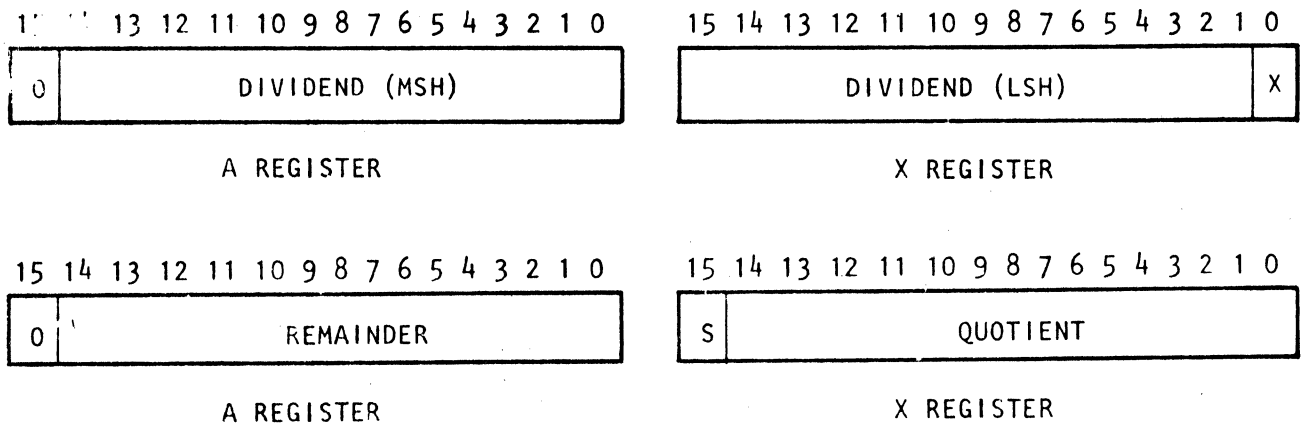 13 12 11 10 9 8 7 6 5 4 3 2 1 0
15 14 13 12 11 10 9 8 7 6 5 4 3 2 1 0
0 DIVIDEND (MSH)
DIVIDEND (LSH) X
A REGISTER
X REGISTER
15 14 13 12 11 10 9 8 7 6 5 4 3 2 1 0
15 14 13 12 11 10 9 8 7 6 5 4 3 2 1 0
0 REMAINDER
S QUOTIENT
A REGISTER
X REGISTER